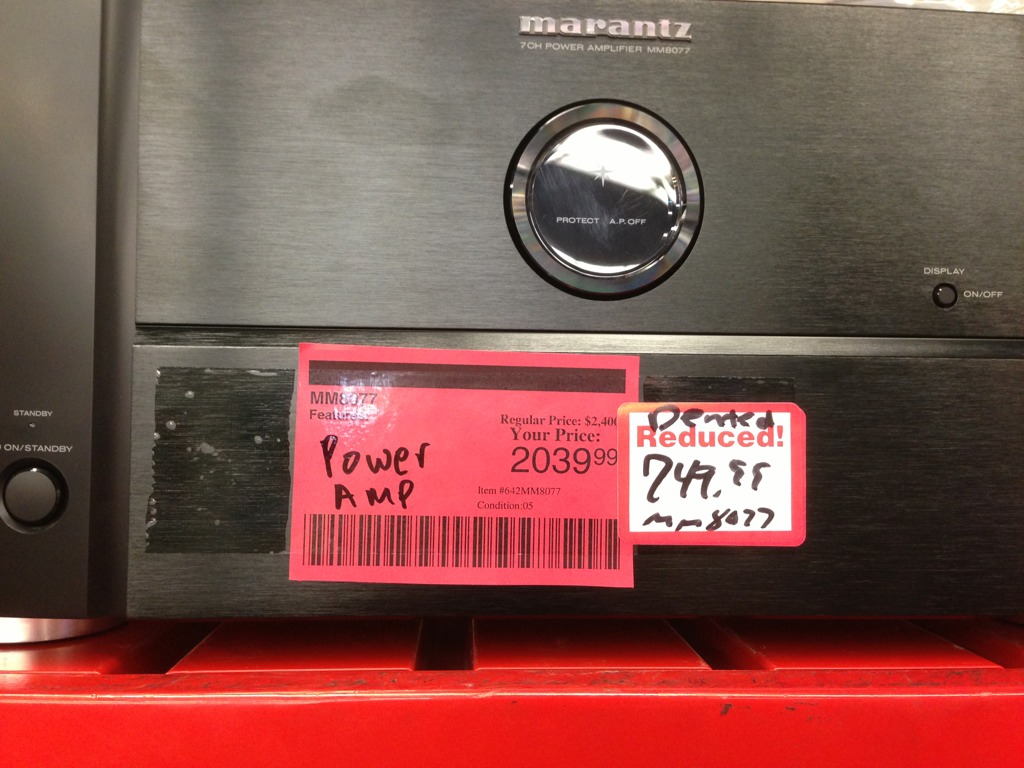 marantz
7CH POWER AMPLIFIER MM8077
PROTECT A.P.OFF
DISPLAY
ON/OFF
STANDBY
ON/STANDBY
MM8077
Features:
Power
AMP
Regular Price: $2,400
Your Price:
2039 99
Item #642MM8077
Condition:05
Dented
Reduced!
749.99
MM8077